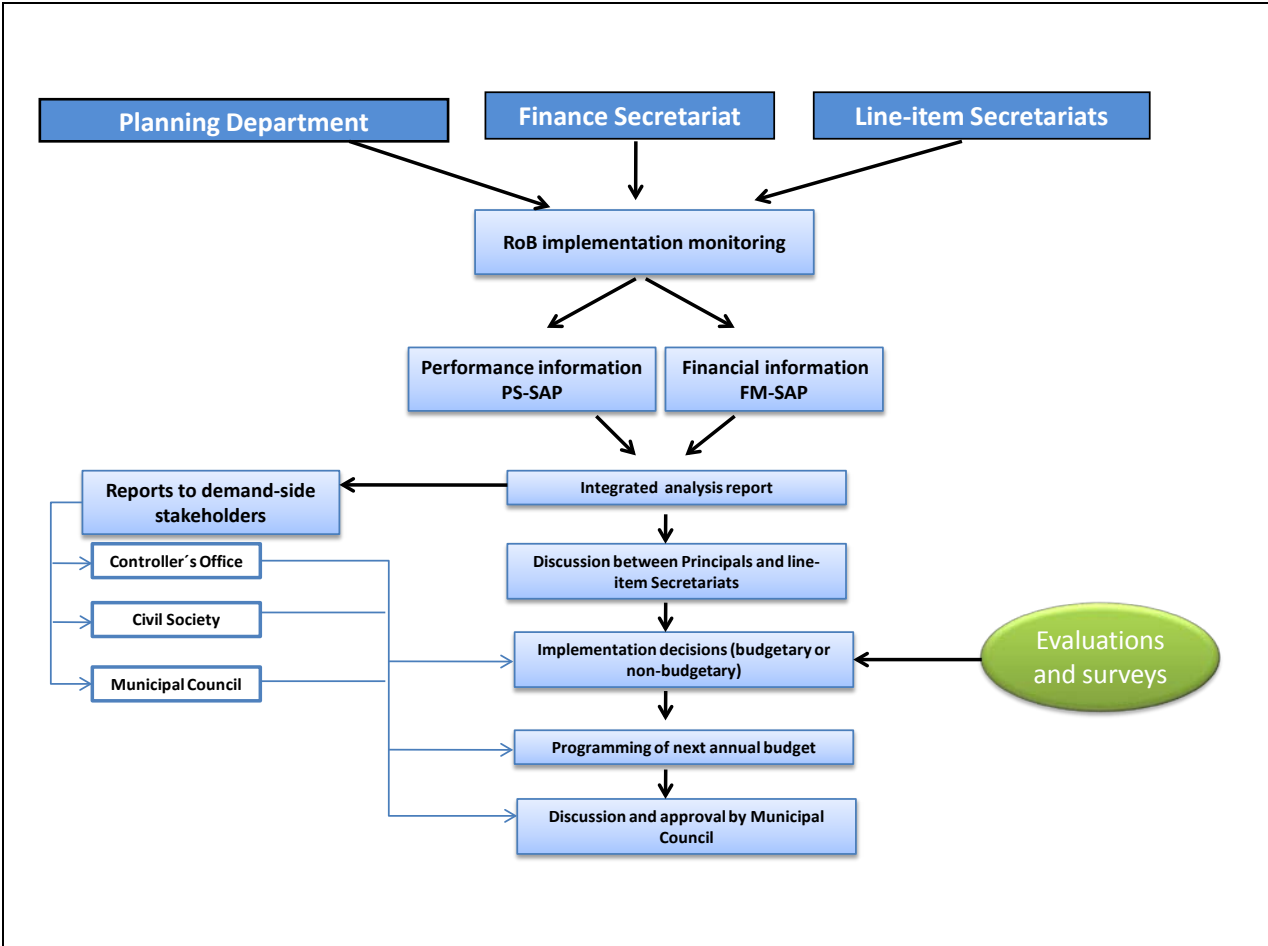 Planning Department
Finance Secretariat
Line-item Secretariats
RoB implementation monitoring
Performance information
PS-SAP
Financial information
FM-SAP
Reports to demand-side
stakeholders
Integrated analysis report
Controller´s Office
Discussion between Principals and line-
item Secretariats
Civil Society
Implementation decisions (budgetary or
non-budgetary)
Evaluations
and surveys
Municipal Council
Programming of next annual budget
Discussion and approval by Municipal
Council